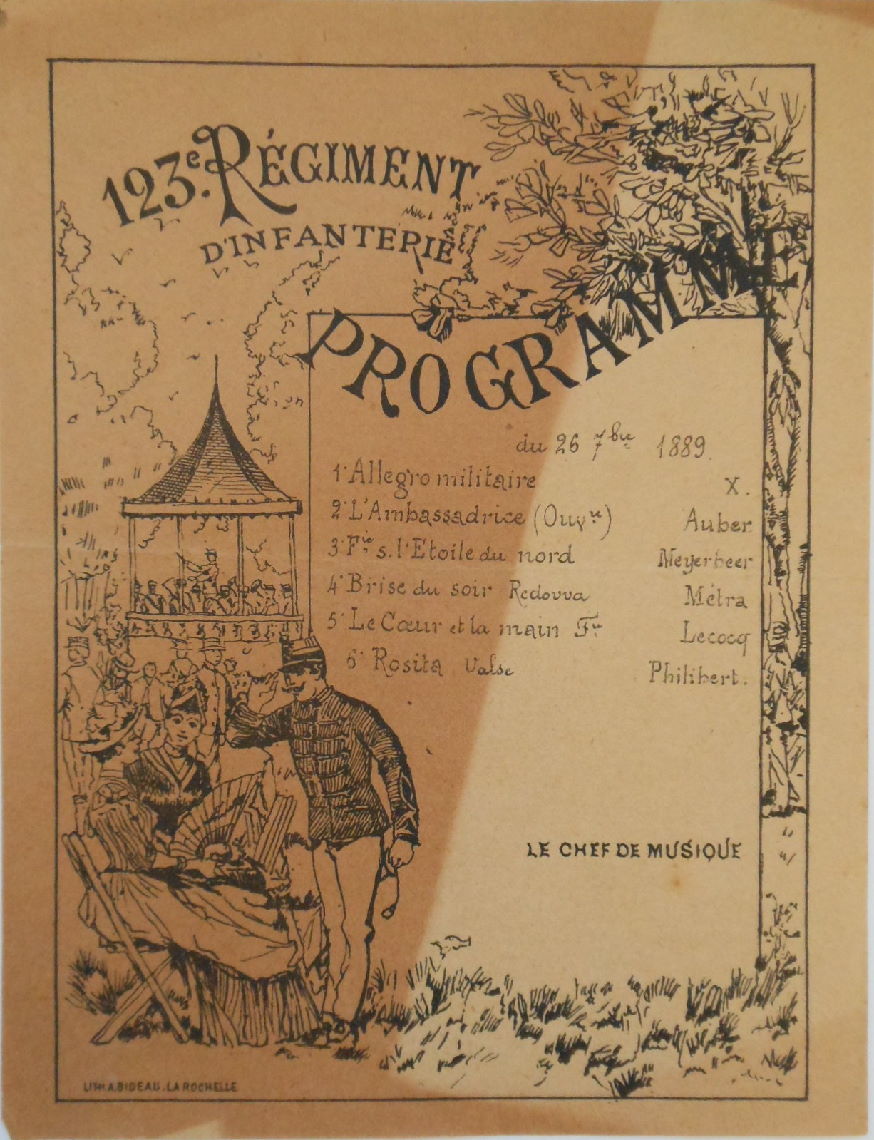 123e. RÉGIMENT
D'INFANTERIE
PROGRAMME
du 26 7bre 1889.
1° Allegro militaire X.
2° L'Ambassadrice (Ouvre) Auber
3° Fsie s. l'Etoile du nord Meyerbeer
4° Brise du soir Redowa Métra
5° Le Cœur et la main Fsie Lecocq
6° Rosita Valse Philibert.
LE CHEF DE MUSIQUE
LITH. A. BIDEAU. LA ROCHELLE